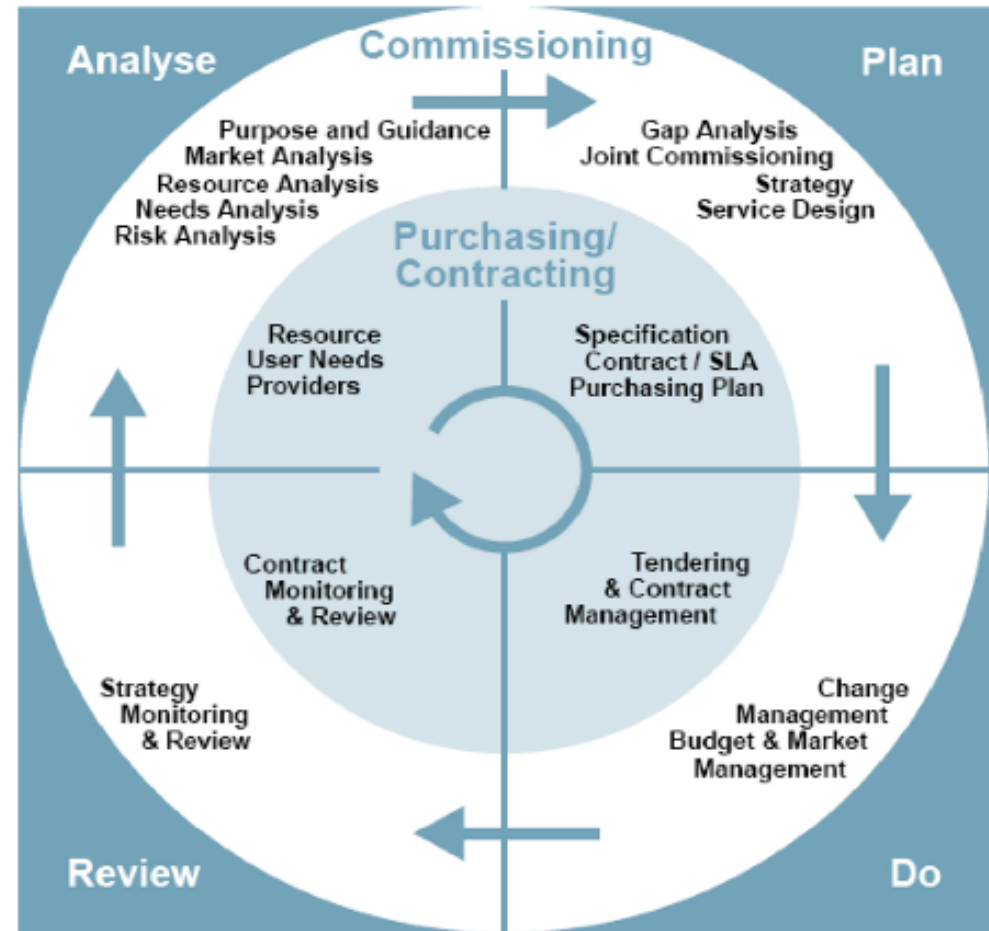 Analyse
Commissioning
Plan
Purpose and Guidance
Market Analysis
Resource Analysis
Needs Analysis
Risk Analysis
Gap Analysis
Joint Commissioning
Strategy
Service Design
Purchasing/
Contracting
Resource
User Needs
Providers
Specification
Contract / SLA
Purchasing Plan
Contract
Monitoring
& Review
Tendering
& Contract
Management
Strategy
Monitoring
& Review
Change
Management
Budget & Market
Management
Review
Do